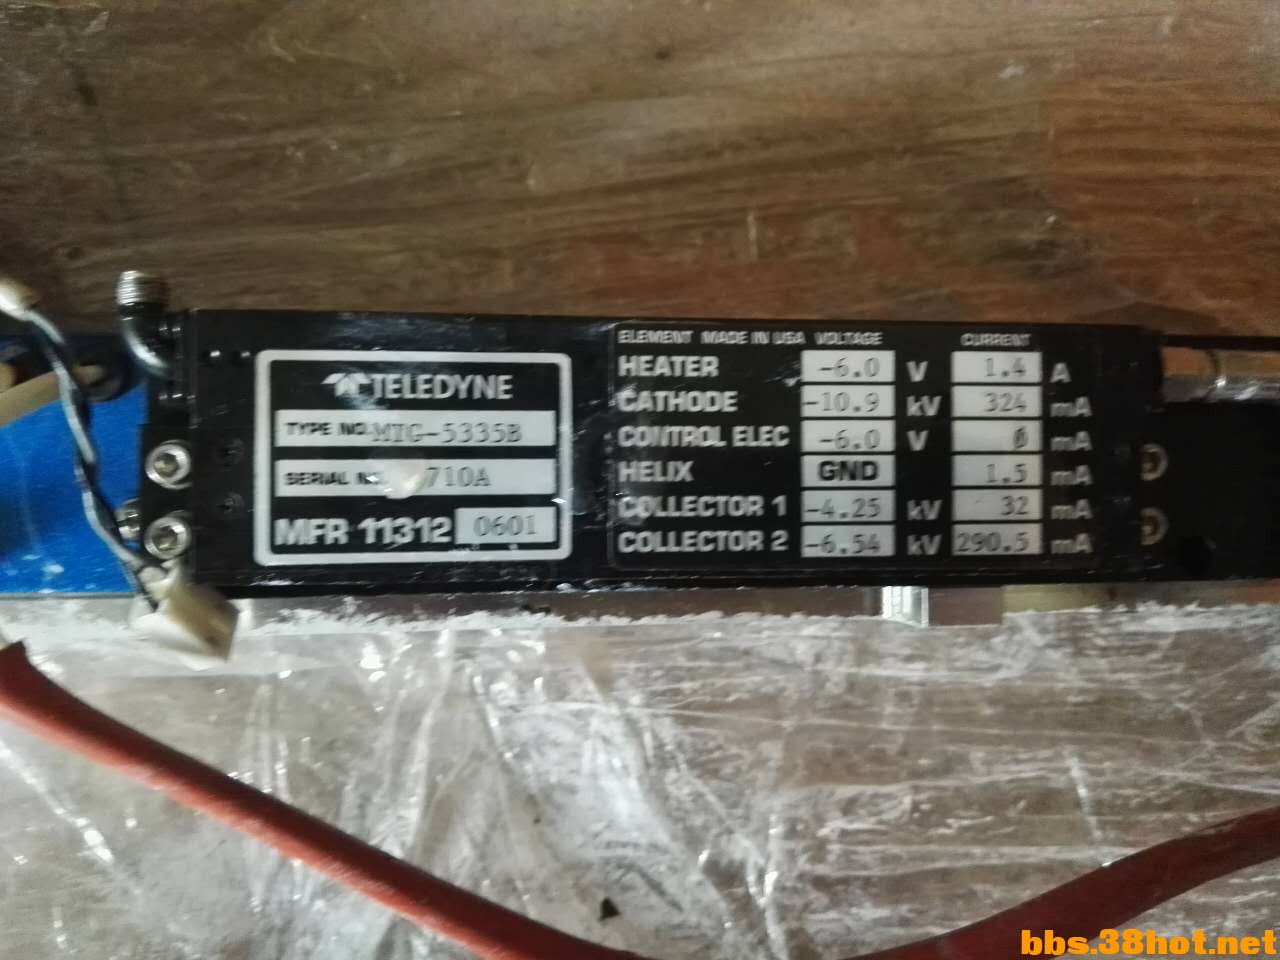 TELEDYNE
TYPE NO. MTG-5335B
SERIAL NO. 710A
MFR 11312 0601
ELEMENT MADE IN USA VOLTAGE CURRENT
HEATER -6.0 V 1.4 A
CATHODE -10.9 kV 324 mA
CONTROL ELEC -6.0 V 0 mA
HELIX GND 1.5 mA
COLLECTOR 1 -4.25 kV 32 mA
COLLECTOR 2 -6.54 kV 290.5 mA
bbs.38hot.net